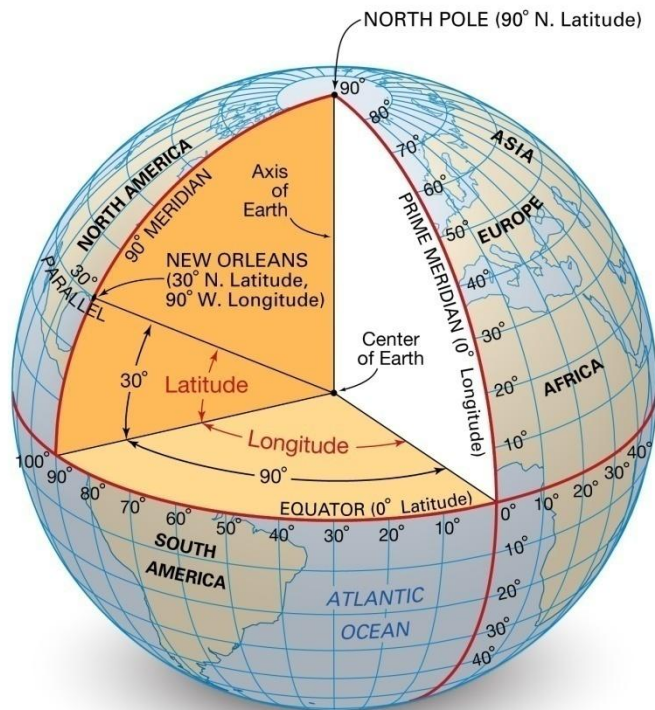 NORTH POLE (90° N. Latitude)
90°
80°
70°
60°
50°
40°
30°
20°
10°
ASIA
EUROPE
AFRICA
NORTH AMERICA
90° MERIDIAN
Axis
of
Earth
PRIME MERIDIAN (0° Longitude)
30°
PARALLEL
NEW ORLEANS
(30° N. Latitude,
90° W. Longitude)
Center
of Earth
30°
Latitude
Longitude
90°
EQUATOR (0° Latitude)
100°
90°
80°
70°
60°
50°
40°
30°
20°
10°
0°
10°
20°
30°
40°
10°
20°
30°
40°
SOUTH
AMERICA
ATLANTIC
OCEAN